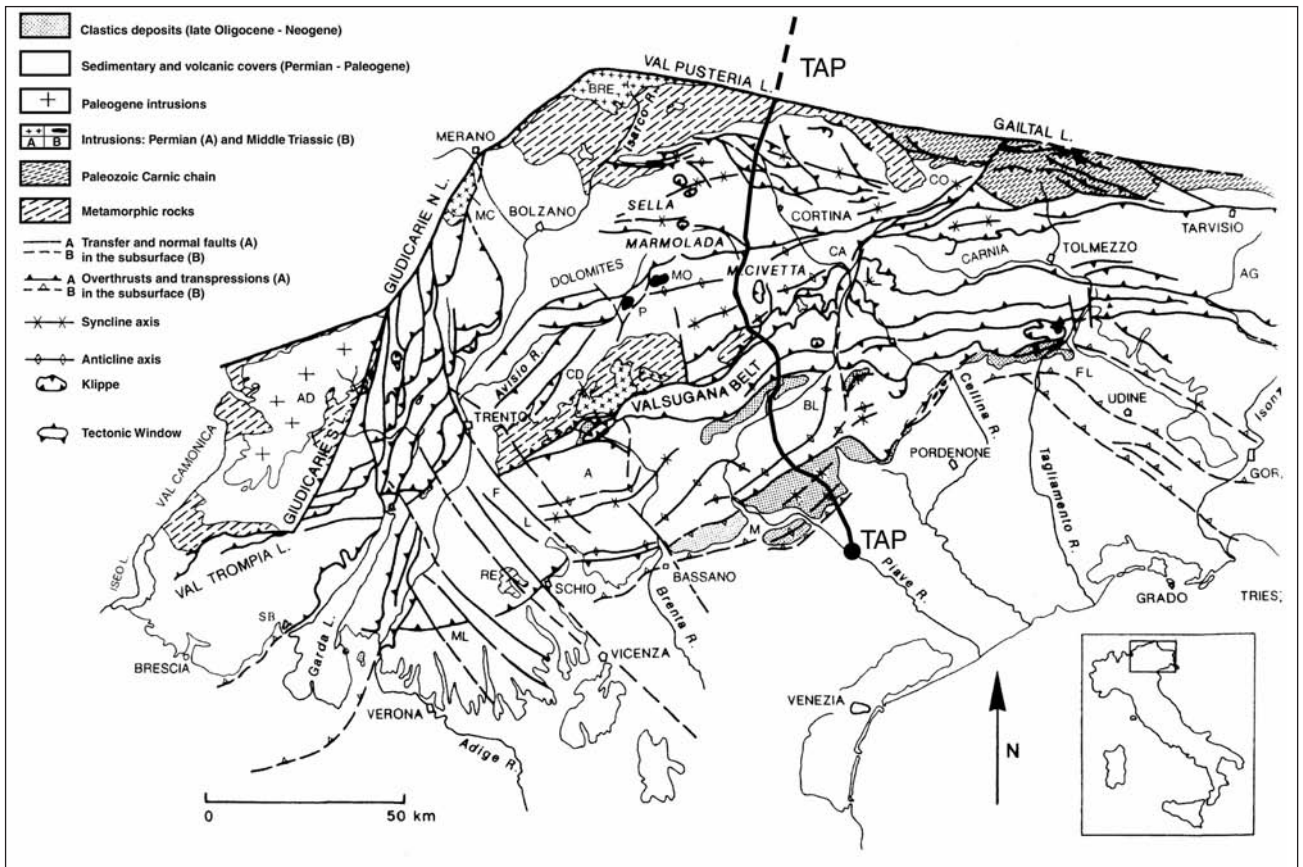 Clastics deposits (late Oligocene - Neogene)
Sedimentary and volcanic covers (Permian - Paleogene)
Paleogene intrusions
A B Intrusions: Permian (A) and Middle Triassic (B)
Paleozoic Carnic chain
Metamorphic rocks
A Transfer and normal faults (A)
B in the subsurface (B)
A Overthrusts and transpressions (A)
B in the subsurface (B)
Syncline axis
Anticline axis
Klippe
Tectonic Window
TAP
VAL PUSTERIA L.
BRE
Isarco R.
GAILTAL L.
MERANO
CO
MC
BOLZANO
SELLA
CORTINA
TARVISIO
GIUDICARIE N L.
MARMOLADA
CA
CARNIA
TOLMEZZO
DOLOMITES
MO
M.CIVETTA
AG
P
Avisio R.
AD
CD
VALSUGANA BELT
FL
TRENTO
BL
Cellina R.
UDINE
VAL CAMONICA
GIUDICARIE S L.
A
PORDENONE
Isonz
F
L
Tagliamento R.
GOR.
VAL TROMPIA L.
M
TAP
ISEO L.
RE
SCHIO
BASSANO
Piave R.
GRADO
TRIES
SB
Garda L.
ML
Brenta R.
BRESCIA
VICENZA
VENEZIA
VERONA
Adige R.
N
0 50 km